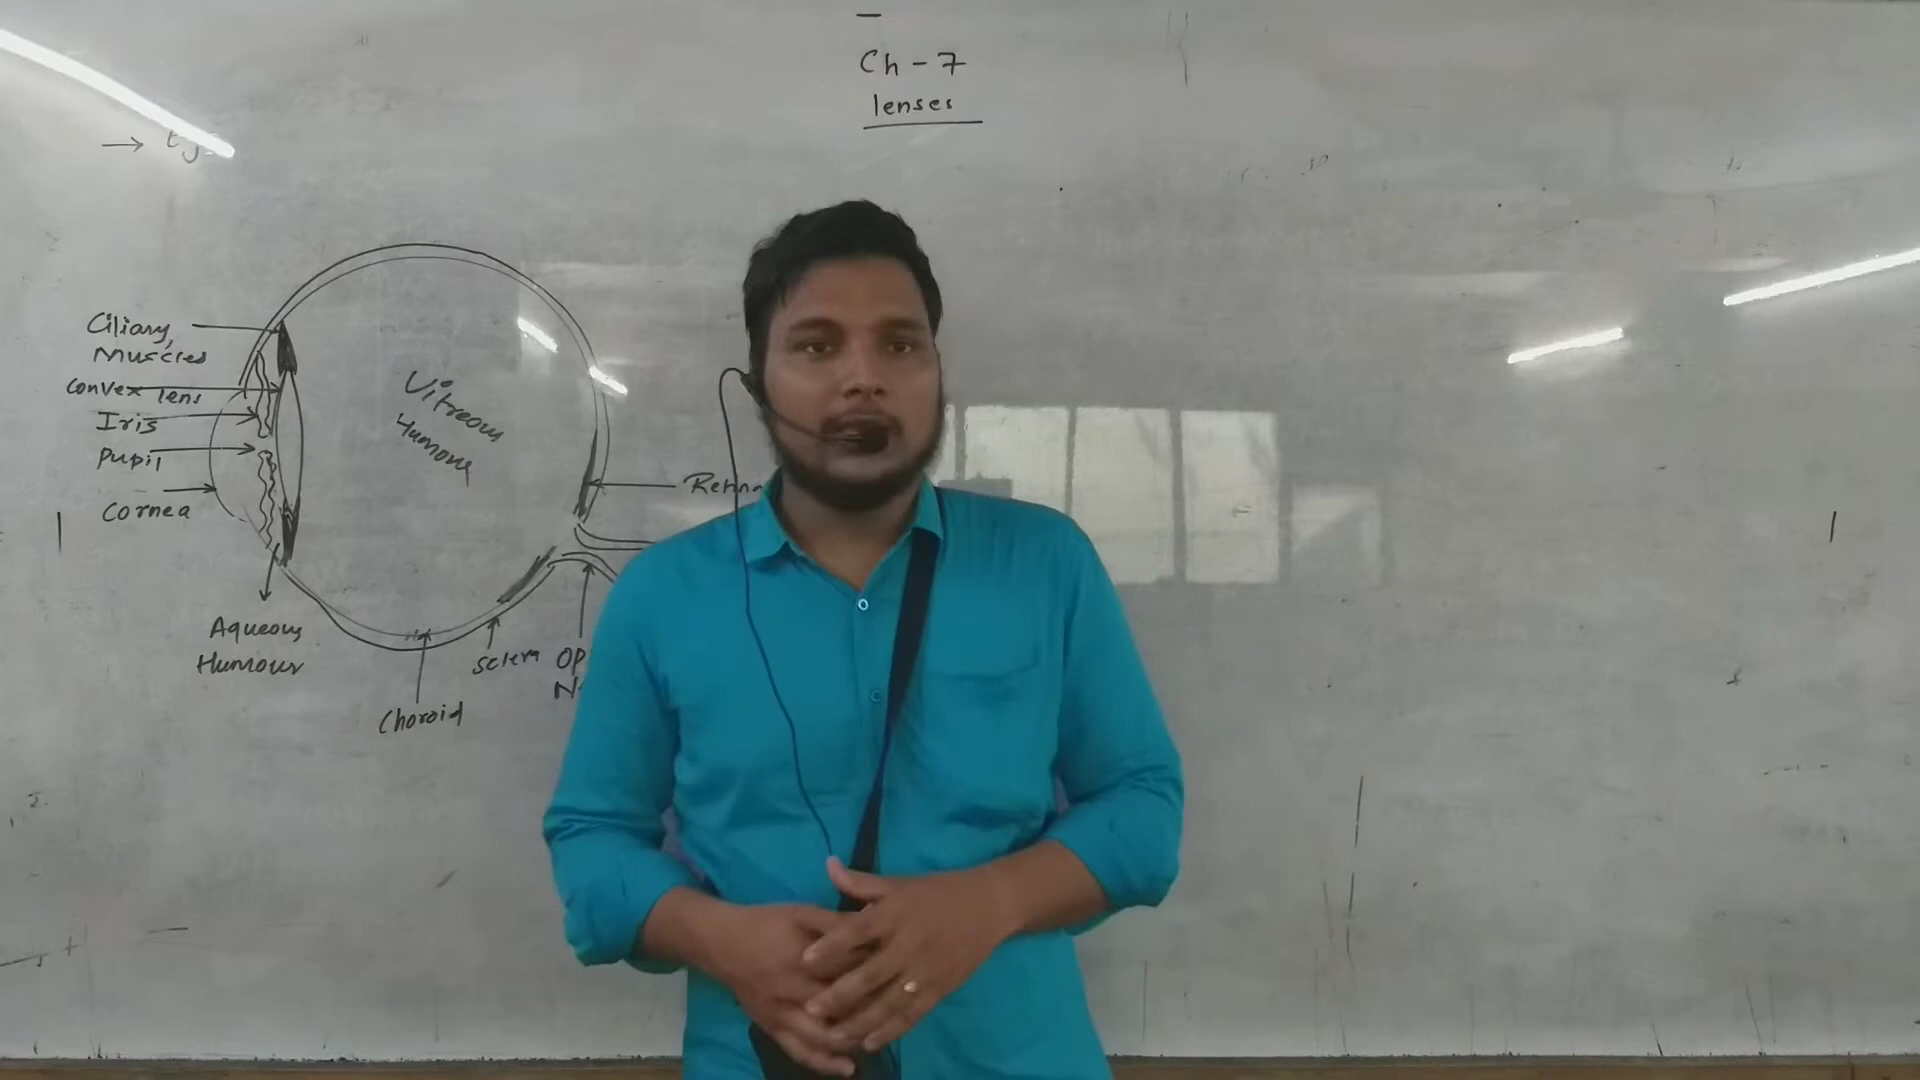 Ch - 7
lenses
→
Ciliary
Muscles
Convex lens
Iris
Pupil
Cornea
Aqueous
Humour
Vitreous
Humour
Retina
Sclera
Choroid